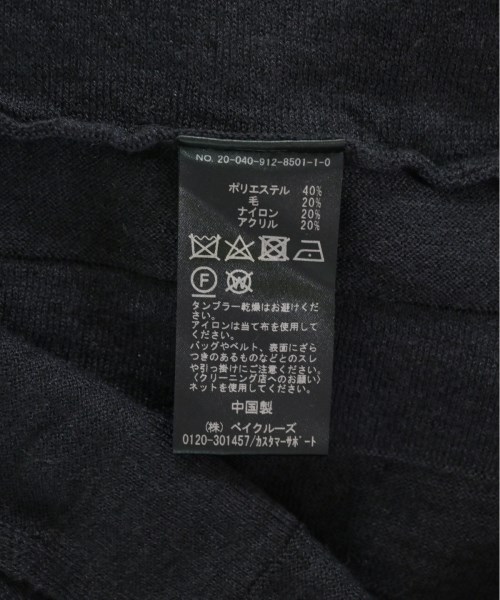 NO. 20-040-912-8501-1-0
ポリエステル 40%
毛 20%
ナイロン 20%
アクリル 20%
F W
タンブラー乾燥はお避けくだ
さい。
アイロンは当て布を使用して
ください。
バッグやベルト、表面にざら
つきのあるものなどとのスレ
や引っ掛けにご注意ください。
(クリーニング店へのお願い)
ネットを使用してください。
中国製
(株) ベイクルーズ
0120-301457/カスタマーサポート